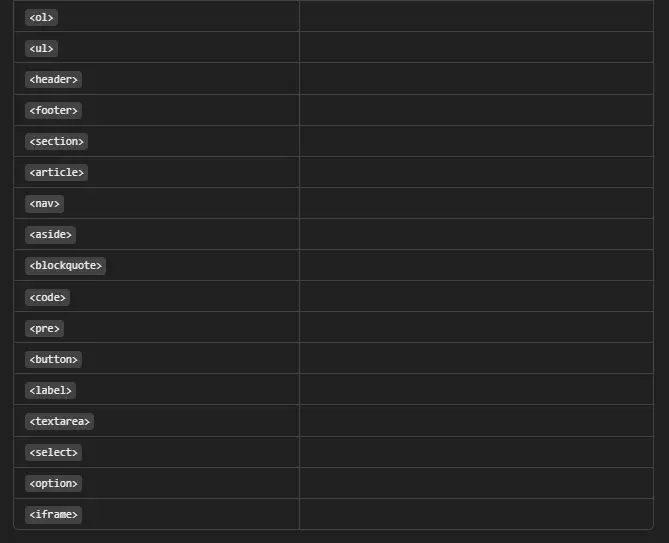 <ol>
<ul>
<header>
<footer>
<section>
<article>
<nav>
<aside>
<blockquote>
<code>
<pre>
<button>
<label>
<textarea>
<select>
<option>
<iframe>